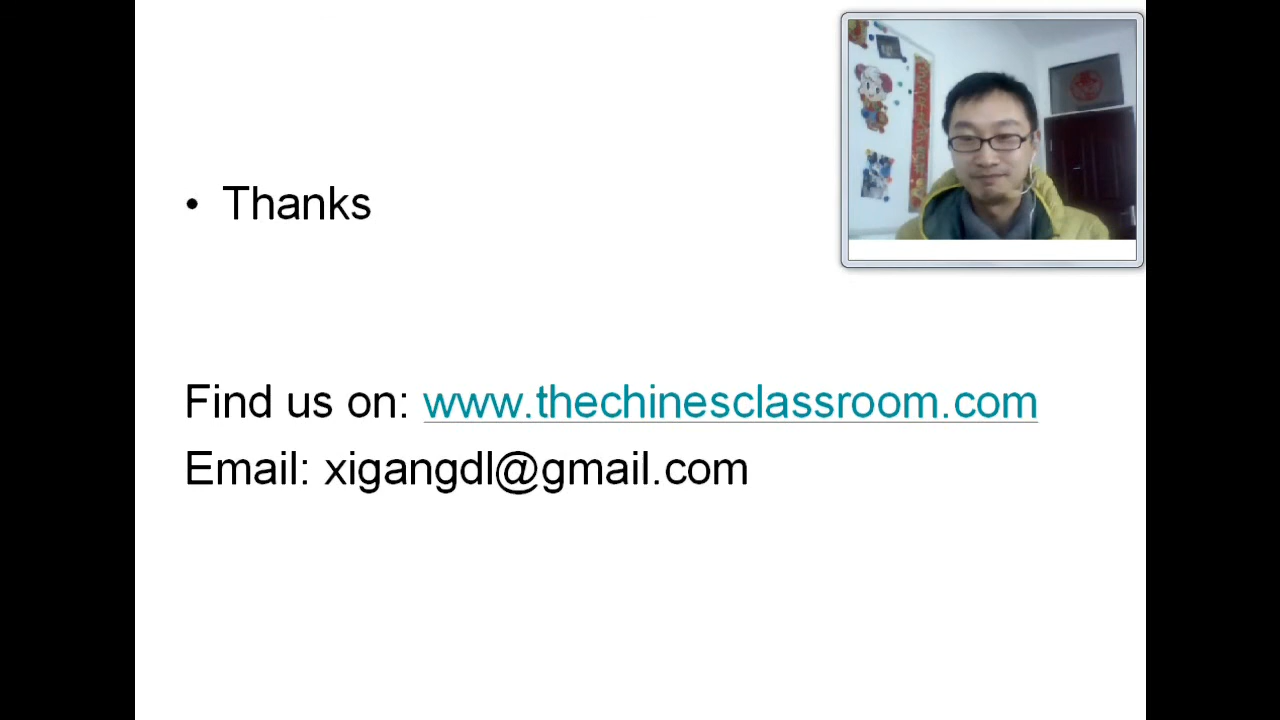 • Thanks
Find us on: www.thechinesclassroom.com
Email: xigangdl@gmail.com